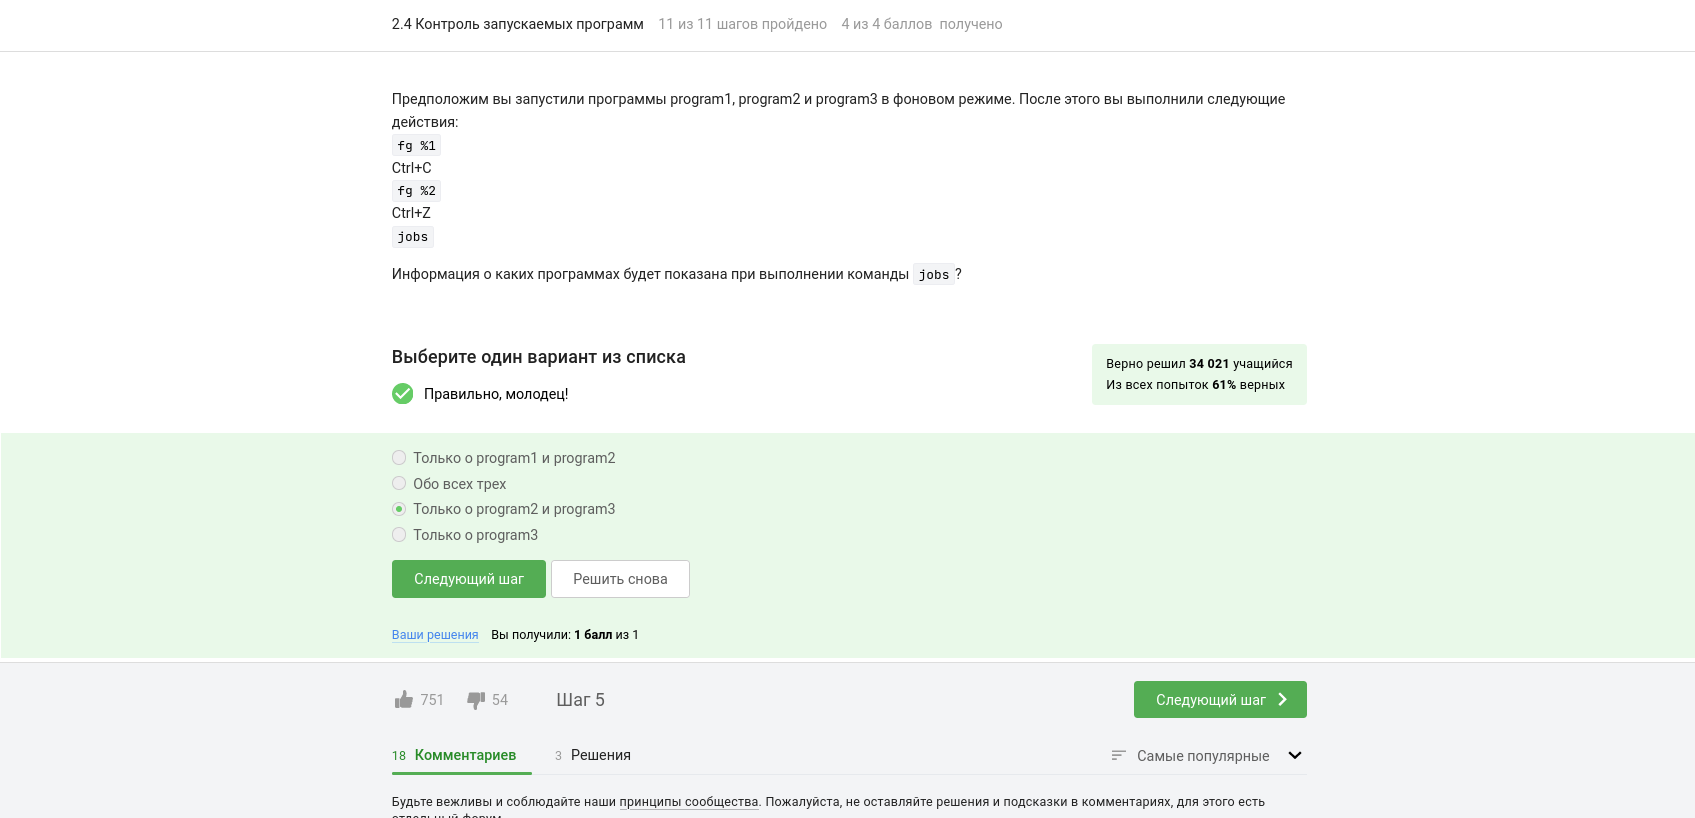 2.4 Контроль запускаемых программ 11 из 11 шагов пройдено 4 из 4 баллов получено
Предположим вы запустили программы program1, program2 и program3 в фоновом режиме. После этого вы выполнили следующие
действия:
fg %1
Ctrl+C
fg %2
Ctrl+Z
jobs
Информация о каких программах будет показана при выполнении команды jobs?
Выберите один вариант из списка
Верно решил 34 021 учащийся
Из всех попыток 61% верных
Правильно, молодец!
Только о program1 и program2
Обо всех трех
Только о program2 и program3
Только о program3
Следующий шаг Решить снова
Ваши решения Вы получили: 1 балл из 1
751 54 Шаг 5 Следующий шаг
18 Комментариев 3 Решения Самые популярные
Будьте вежливы и соблюдайте наши принципы сообщества. Пожалуйста, не оставляйте решения и подсказки в комментариях, для этого есть
отдельный форум.